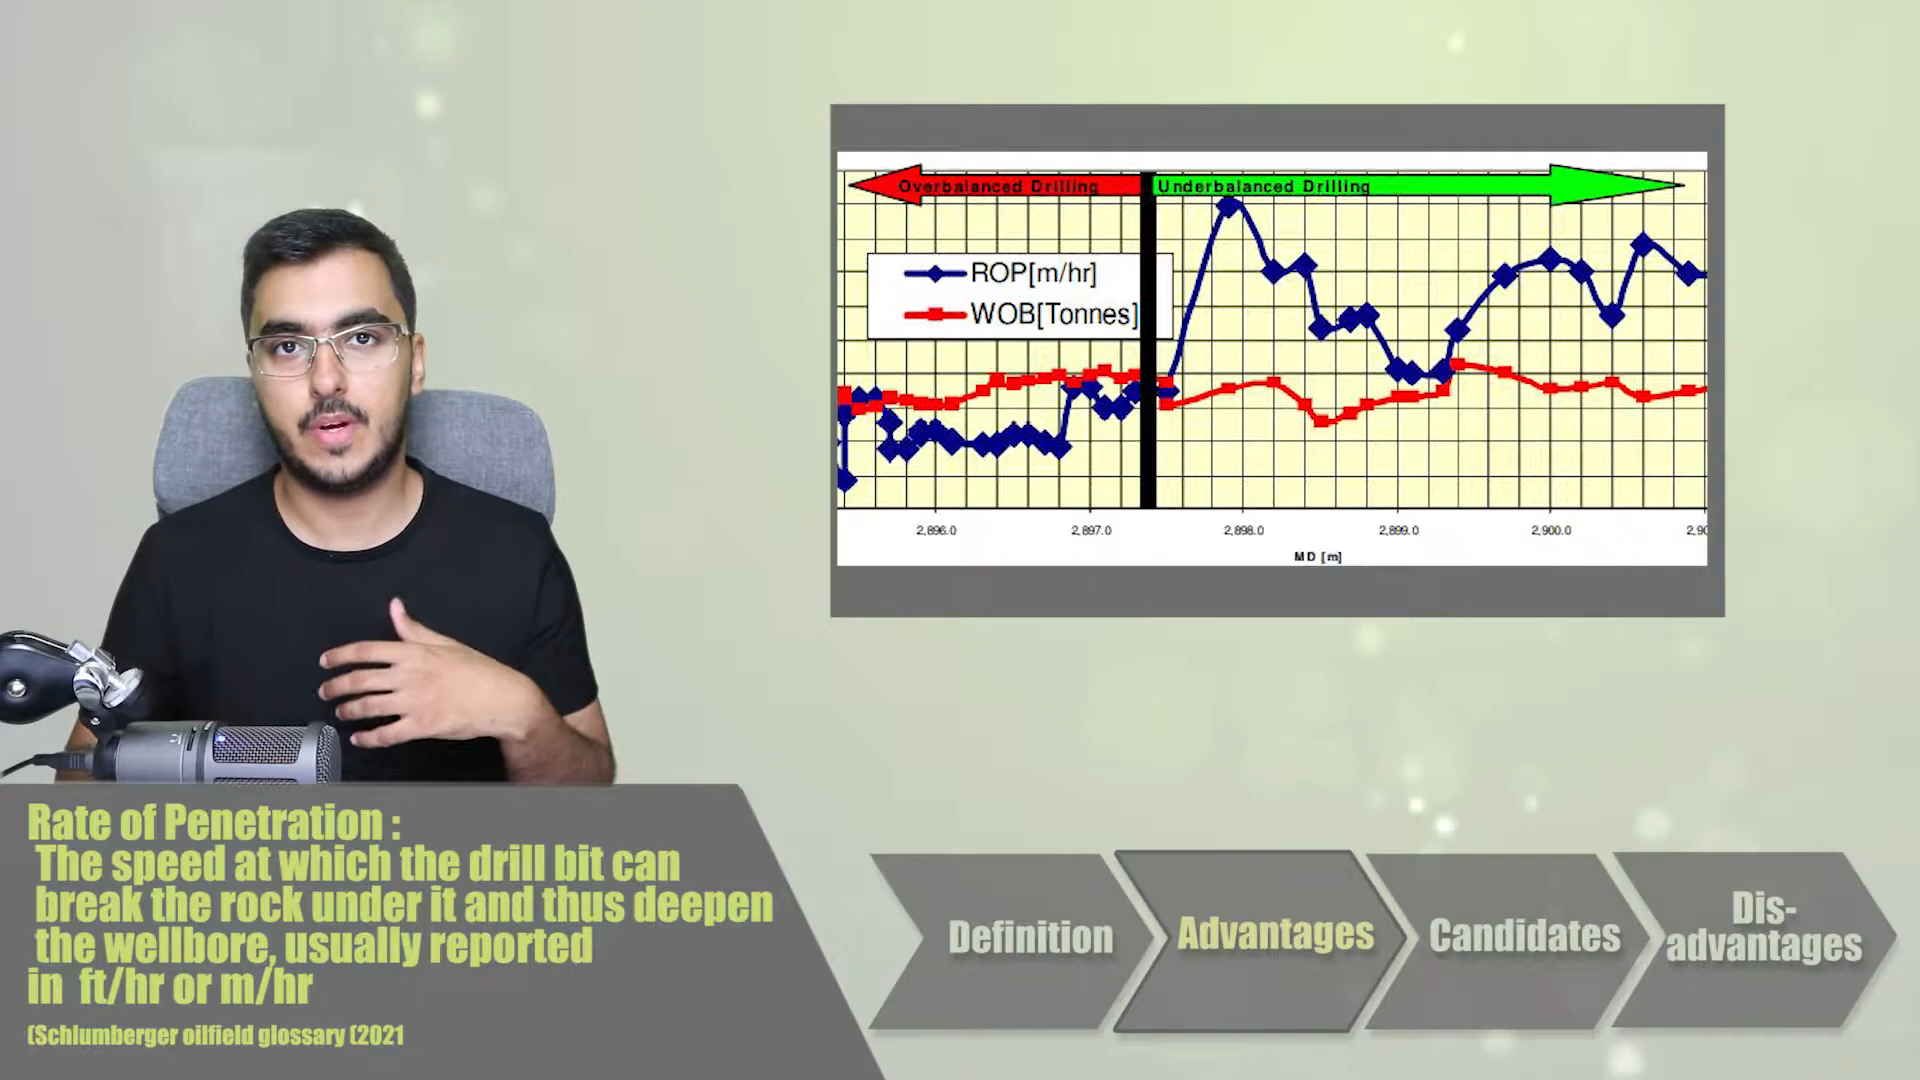 Overbalanced Drilling
Underbalanced Drilling
ROP[m/hr]
WOB[Tonnes]
2,896.0
2,897.0
2,898.0
2,899.0
2,900.0
2,90
MD [m]
Rate of Penetration :
The speed at which the drill bit can
break the rock under it and thus deepen
the wellbore, usually reported
in ft/hr or m/hr
(Schlumberger oilfield glossary (2021
Definition
Advantages
Candidates
Dis-
advantages